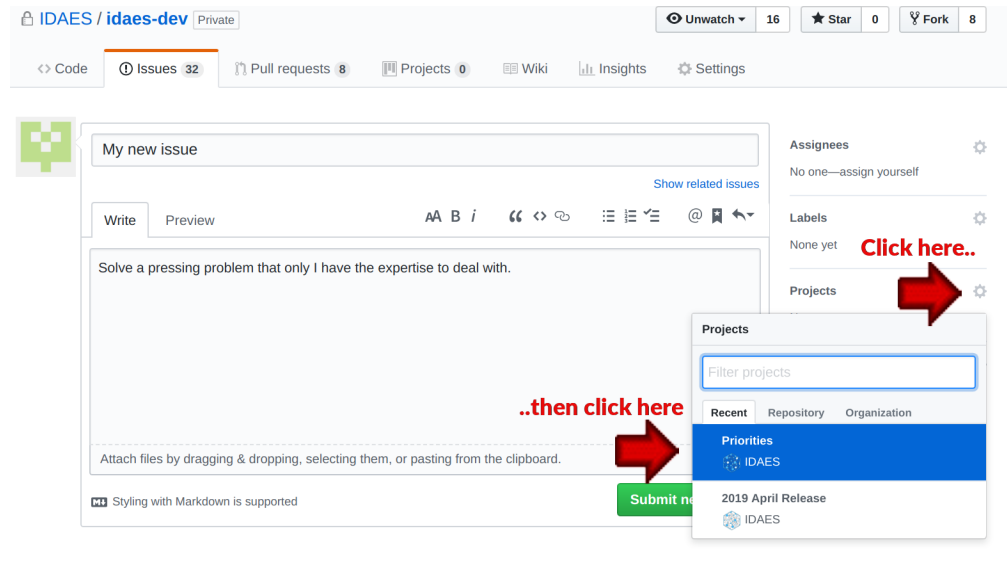 IDAES / idaes-dev Private
Unwatch 16 Star 0 Fork 8
Code Issues 32 Pull requests 8 Projects 0 Wiki Insights Settings
My new issue
Show related issues
Write Preview
AA B i
@
Solve a pressing problem that only I have the expertise to deal with.
Attach files by dragging & dropping, selecting them, or pasting from the clipboard.
Styling with Markdown is supported
Submit
Assignees
No one—assign yourself
Labels
None yet
Click here..
Projects
Projects
Filter projects
..then click here
Recent Repository Organization
Priorities
IDAES
2019 April Release
IDAES